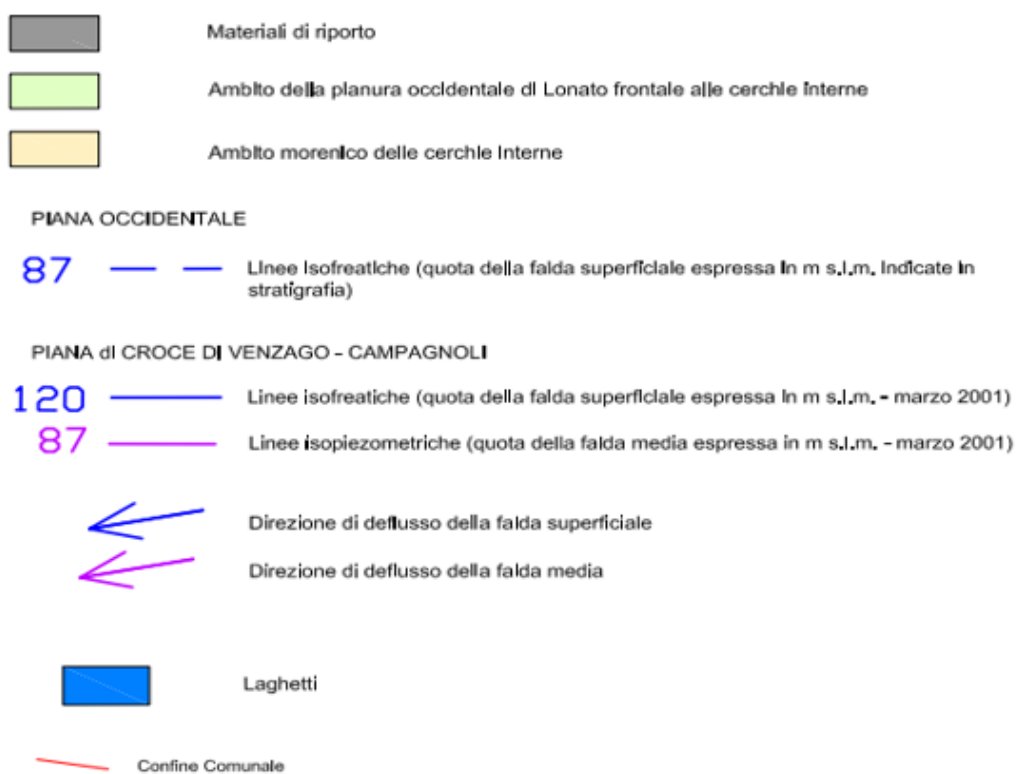 Materiali di riporto
Ambito della planura occidentale di Lonato frontale alle cerchie interne
Ambito morenico delle cerchie interne
PIANA OCCIDENTALE
87 Linee isofreatiche (quota della falda superficiale espressa in m s.l.m. indicate in
stratigrafia)
PIANA di CROCE DI VENZAGO - CAMPAGNOLI
120 Linee isofreatiche (quota della falda superficiale espressa in m s.l.m. - marzo 2001)
87 Linee isopiezometriche (quota della falda media espressa in m s.l.m. - marzo 2001)
Direzione di deflusso della falda superficiale
Direzione di deflusso della falda media
Laghetti
Confine Comunale